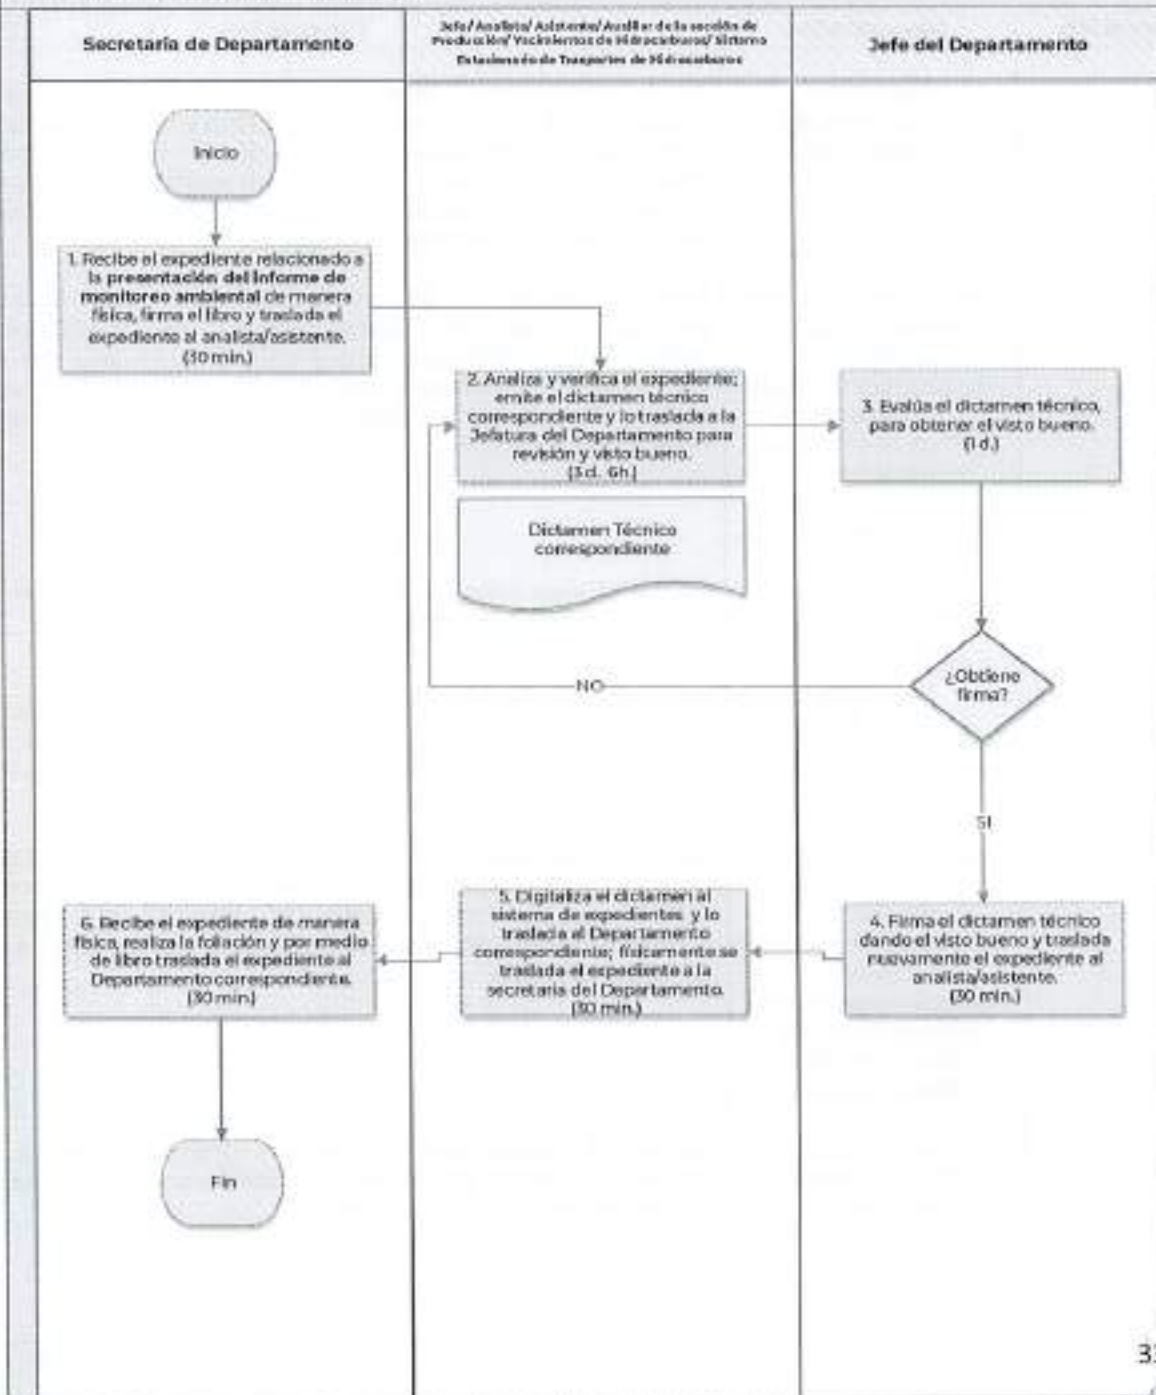 Secretaría de Departamento
Jefe/ Analista/ Asistente/ Auxiliar de la sección de
Producción/ Yacimientos de Hidrocarburos/ Sistema
Estacionado de Trasportes de Hidrocarburos
Jefe del Departamento
Inicio
1. Recibe el expediente relacionado a
la presentación del informe de
monitoreo ambiental de manera
física, firma el libro y traslada el
expediente al analista/asistente.
(30 min.)
2. Analiza y verifica el expediente;
emite el dictamen técnico
correspondiente y lo traslada a la
Jefatura del Departamento para
revisión y visto bueno.
(3 d. 6h.)
3. Evalúa el dictamen técnico,
para obtener el visto bueno.
(1 d.)
Dictamen Técnico
correspondiente
¿Obtiene
firma?
NO
SI
4. Firma el dictamen técnico
dando el visto bueno y traslada
nuevamente el expediente al
analista/asistente.
(30 min.)
5. Digitaliza el dictamen al
sistema de expedientes y lo
traslada al Departamento
correspondiente; físicamente se
traslada el expediente a la
secretaria del Departamento.
(30 min.)
6. Recibe el expediente de manera
física, realiza la foliación y por medio
de libro traslada el expediente al
Departamento correspondiente.
(30 min.)
Fin